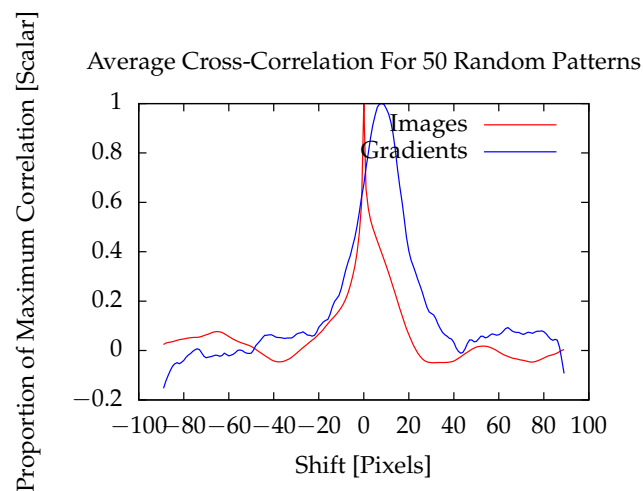 Average Cross-Correlation For 50 Random Patterns
Proportion of Maximum Correlation [Scalar]
1
0.8
0.6
0.4
0.2
0
−0.2
Images
Gradients
−100 −80 −60 −40 −20 0 20 40 60 80 100
Shift [Pixels]